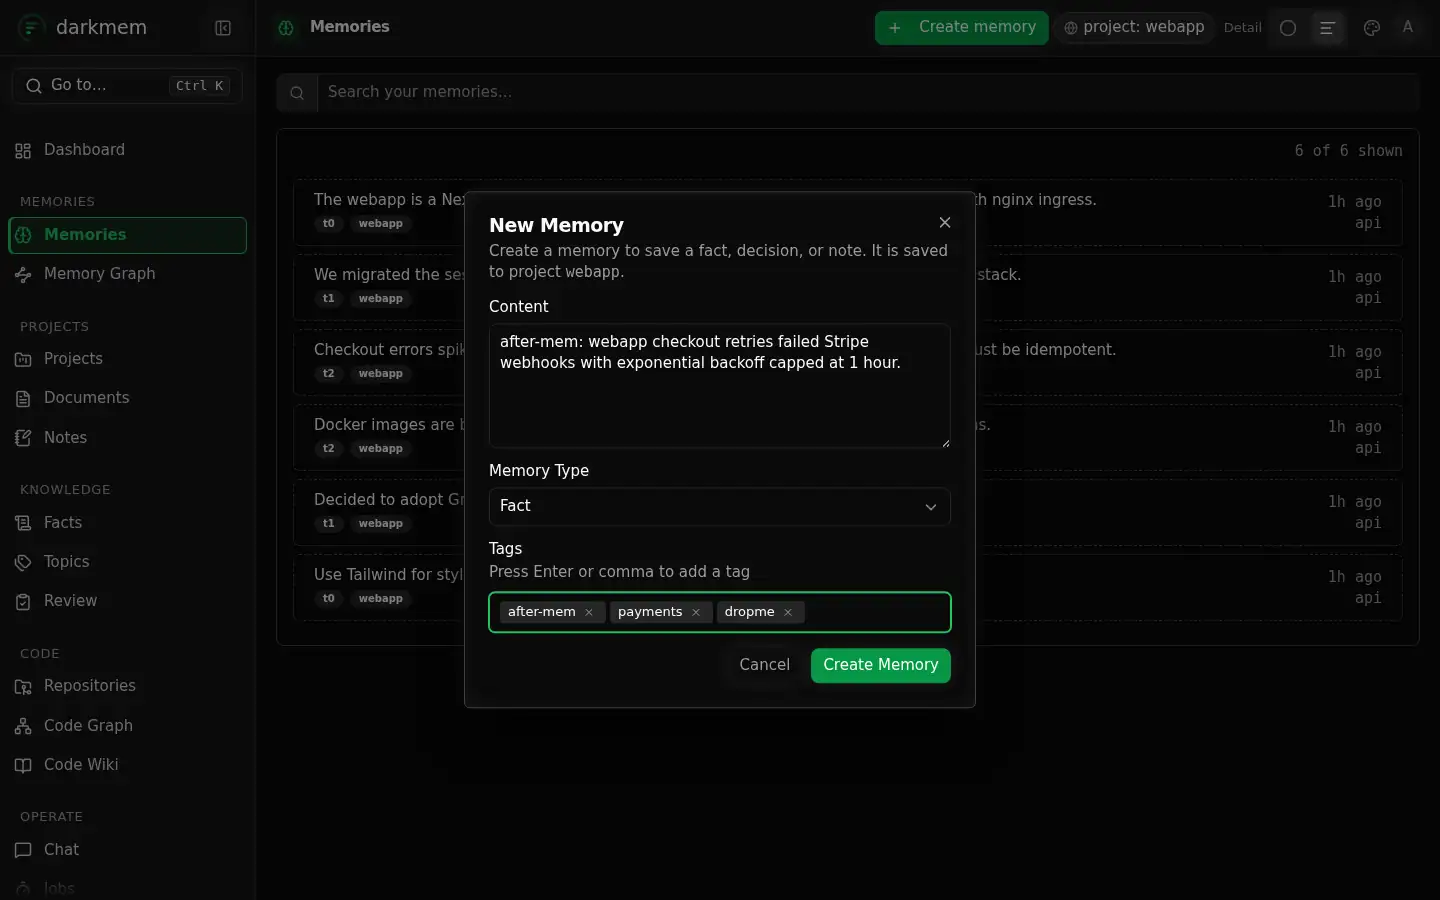 darkmem
Memories
Create memory
project: webapp
Detail
A
Go to...
Ctrl K
Search your memories...
Dashboard
6 of 6 shown
MEMORIES
Memories
Memory Graph
PROJECTS
Projects
Documents
Notes
KNOWLEDGE
Facts
Topics
Review
CODE
Repositories
Code Graph
Code Wiki
OPERATE
Chat
Jobs
The webapp is a
nginx ingress.
1h ago
t0 webapp
api
We migrated the
stack.
1h ago
t1 webapp
api
Checkout errors
be idempotent.
1h ago
t2 webapp
api
Docker images are
1h ago
t2 webapp
api
Decided to adopt
1h ago
t1 webapp
api
Use Tailwind for
1h ago
t0 webapp
api
New Memory
Create a memory to save a fact, decision, or note. It is saved
to project webapp.
Content
after-mem: webapp checkout retries failed Stripe
webhooks with exponential backoff capped at 1 hour.
Memory Type
Fact
Tags
Press Enter or comma to add a tag
after-mem × payments × dropme ×
Cancel
Create Memory